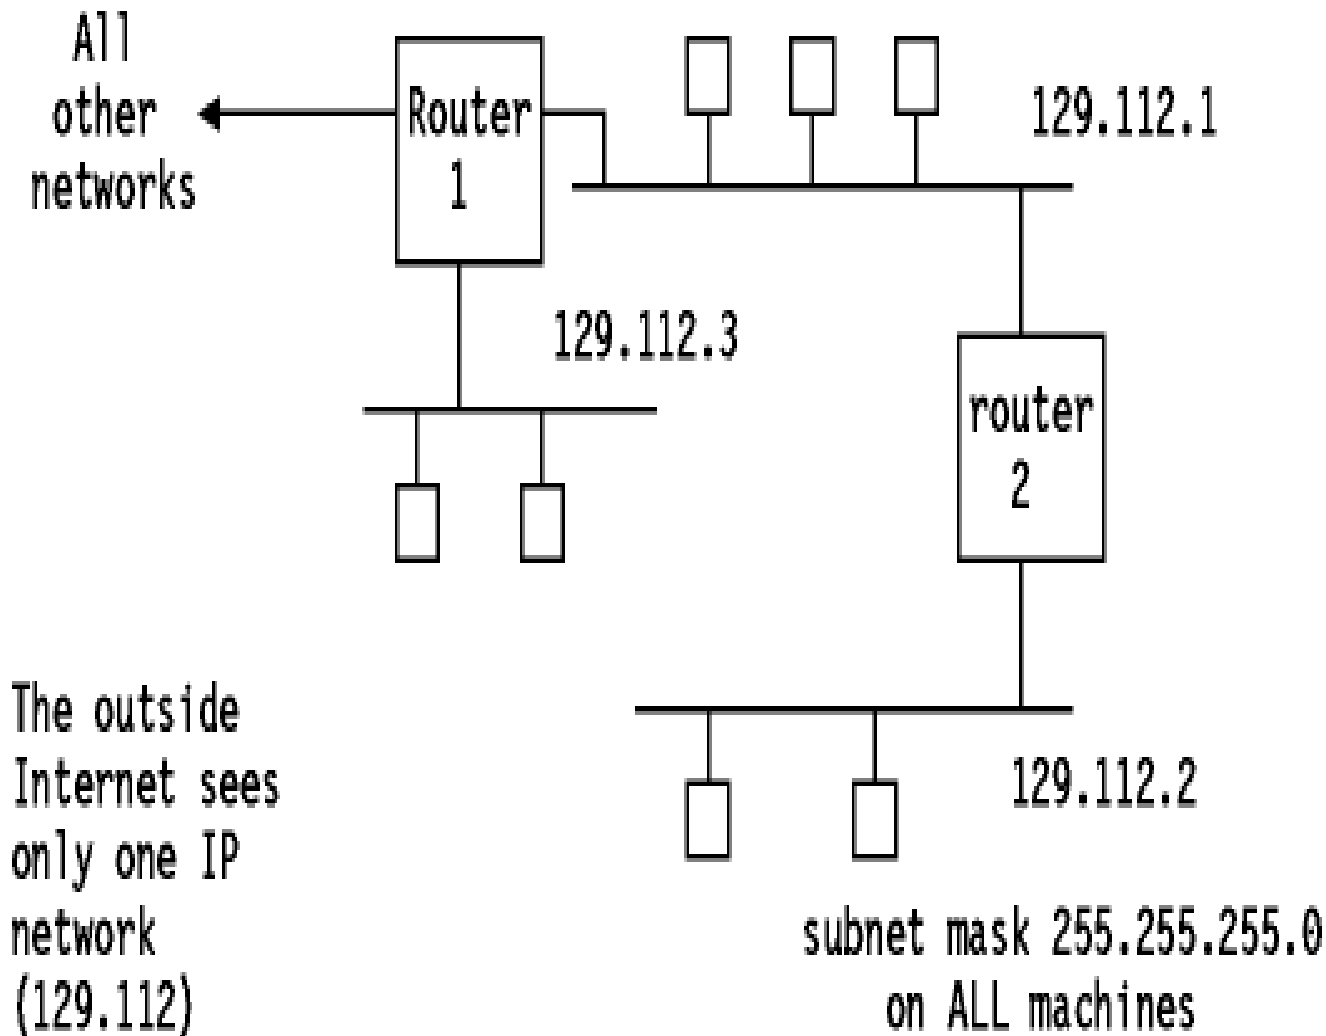 All
other
networks
Router
1
129.112.1
129.112.3
router
2
129.112.2
The outside
Internet sees
only one IP
network
(129.112)
subnet mask 255.255.255.0
on ALL machines